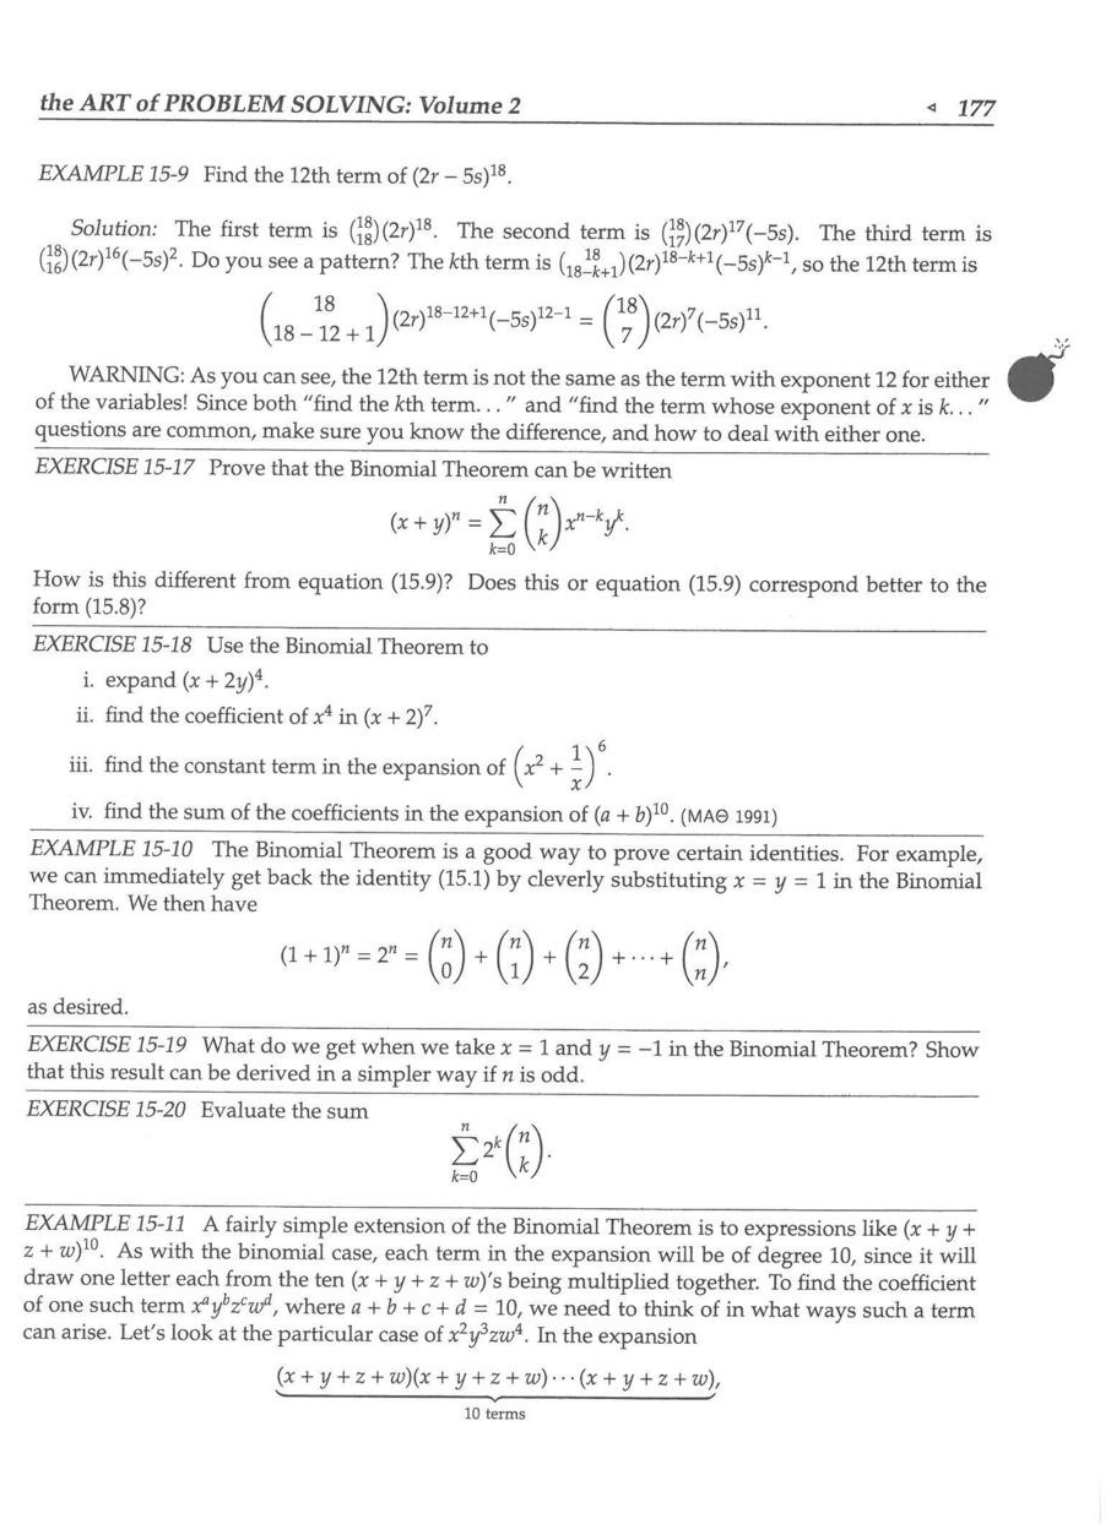 the ART of PROBLEM SOLVING: Volume 2 ◃ 177
EXAMPLE 15-9 Find the 12th term of (2r − 5s)^18.
Solution: The first term is \binom{18}{18}(2r)^18. The second term is \binom{18}{17}(2r)^17(−5s). The third term is
\binom{18}{16}(2r)^16(−5s)^2. Do you see a pattern? The kth term is \binom{18}{18−k+1}(2r)^{18−k+1}(−5s)^{k−1}, so the 12th term is
\binom{18}{18 − 12 + 1}(2r)^{18−12+1}(−5s)^{12−1} = \binom{18}{7}(2r)^7(−5s)^11.
WARNING: As you can see, the 12th term is not the same as the term with exponent 12 for either
of the variables! Since both “find the kth term...” and “find the term whose exponent of x is k...”
questions are common, make sure you know the difference, and how to deal with either one.
EXERCISE 15-17 Prove that the Binomial Theorem can be written
(x + y)^n = \sum_{k=0}^{n} \binom{n}{k} x^{n−k}y^k.
How is this different from equation (15.9)? Does this or equation (15.9) correspond better to the
form (15.8)?
EXERCISE 15-18 Use the Binomial Theorem to
i. expand (x + 2y)^4.
ii. find the coefficient of x^4 in (x + 2)^7.
iii. find the constant term in the expansion of (x^2 + \frac{1}{x})^6.
iv. find the sum of the coefficients in the expansion of (a + b)^10. (MAΘ 1991)
EXAMPLE 15-10 The Binomial Theorem is a good way to prove certain identities. For example,
we can immediately get back the identity (15.1) by cleverly substituting x = y = 1 in the Binomial
Theorem. We then have
(1 + 1)^n = 2^n = \binom{n}{0} + \binom{n}{1} + \binom{n}{2} + ··· + \binom{n}{n},
as desired.
EXERCISE 15-19 What do we get when we take x = 1 and y = −1 in the Binomial Theorem? Show
that this result can be derived in a simpler way if n is odd.
EXERCISE 15-20 Evaluate the sum
\sum_{k=0}^{n} 2^k \binom{n}{k}.
EXAMPLE 15-11 A fairly simple extension of the Binomial Theorem is to expressions like (x + y +
z + w)^10. As with the binomial case, each term in the expansion will be of degree 10, since it will
draw one letter each from the ten (x + y + z + w)’s being multiplied together. To find the coefficient
of one such term x^a y^b z^c w^d, where a + b + c + d = 10, we need to think of in what ways such a term
can arise. Let’s look at the particular case of x^2y^3zw^4. In the expansion
(x + y + z + w)(x + y + z + w) ··· (x + y + z + w),
10 terms